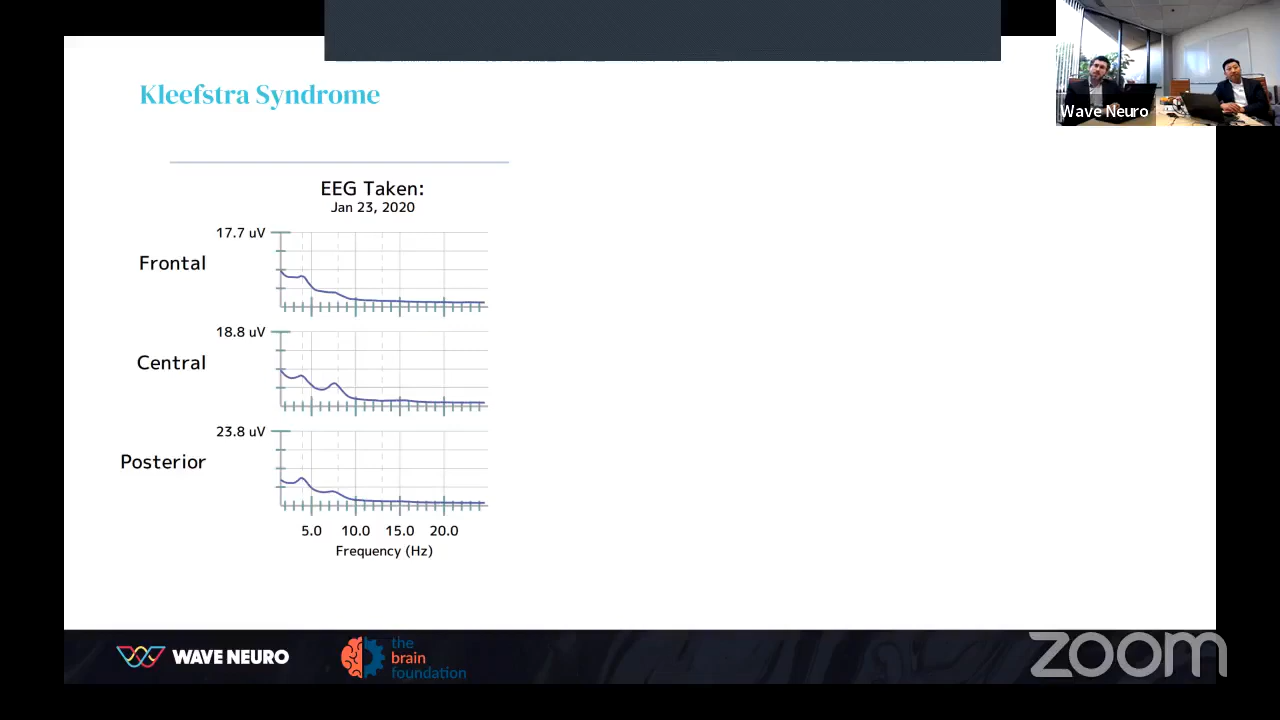 Kleefstra Syndrome
Wave Neuro
EEG Taken:
Jan 23, 2020
17.7 uV
Frontal
18.8 uV
Central
23.8 uV
Posterior
5.0 10.0 15.0 20.0
Frequency (Hz)
WAVE NEURO
the
brain
foundation
zoom